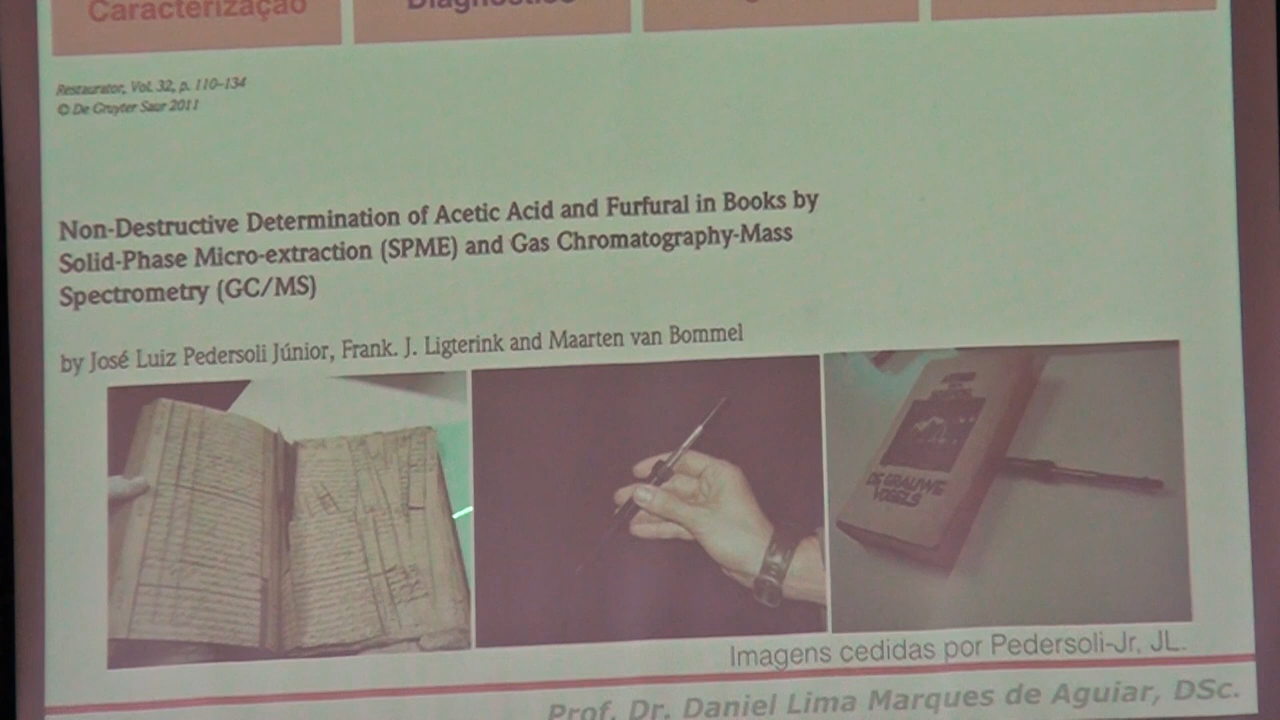 Caracterização
Diagnóstico
Restaurator, Vol. 32, p. 110–134
© De Gruyter Saur 2011
Non-Destructive Determination of Acetic Acid and Furfural in Books by
Solid-Phase Micro-extraction (SPME) and Gas Chromatography-Mass
Spectrometry (GC/MS)
by José Luiz Pedersoli Júnior, Frank. J. Ligterink and Maarten van Bommel
DE GRAUWE
VOGELS
Imagens cedidas por Pedersoli-Jr, JL.
Prof. Dr. Daniel Lima Marques de Aguiar, DSc.